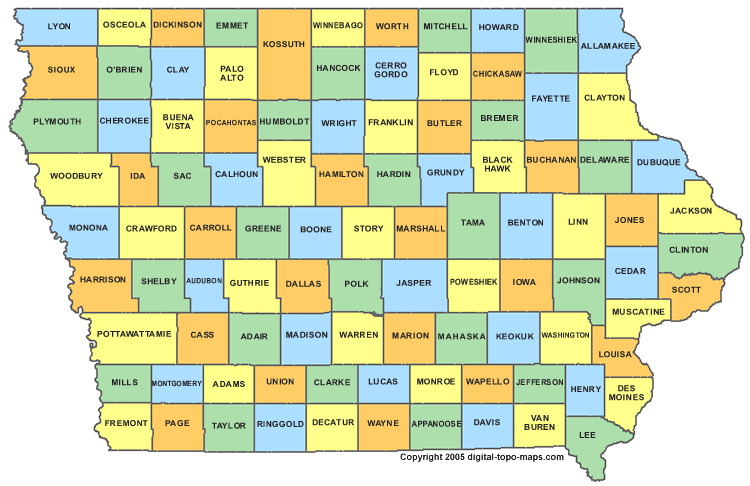 LYON
OSCEOLA
DICKINSON
EMMET
KOSSUTH
WINNEBAGO
WORTH
MITCHELL
HOWARD
WINNESHIEK
ALLAMAKEE
SIOUX
O'BRIEN
CLAY
PALO
ALTO
HANCOCK
CERRO
GORDO
FLOYD
CHICKASAW
FAYETTE
CLAYTON
PLYMOUTH
CHEROKEE
BUENA
VISTA
POCAHONTAS
HUMBOLDT
WRIGHT
FRANKLIN
BUTLER
BREMER
WOODBURY
IDA
SAC
CALHOUN
WEBSTER
HAMILTON
HARDIN
GRUNDY
BLACK
HAWK
BUCHANAN
DELAWARE
DUBUQUE
MONONA
CRAWFORD
CARROLL
GREENE
BOONE
STORY
MARSHALL
TAMA
BENTON
LINN
JONES
JACKSON
CLINTON
HARRISON
SHELBY
AUDUBON
GUTHRIE
DALLAS
POLK
JASPER
POWESHIEK
IOWA
JOHNSON
CEDAR
SCOTT
MUSCATINE
POTTAWATTAMIE
CASS
ADAIR
MADISON
WARREN
MARION
MAHASKA
KEOKUK
WASHINGTON
LOUISA
MILLS
MONTGOMERY
ADAMS
UNION
CLARKE
LUCAS
MONROE
WAPELLO
JEFFERSON
HENRY
DES
MOINES
FREMONT
PAGE
TAYLOR
RINGGOLD
DECATUR
WAYNE
APPANOOSE
DAVIS
VAN
BUREN
LEE
Copyright 2005 digital-topo-maps.com